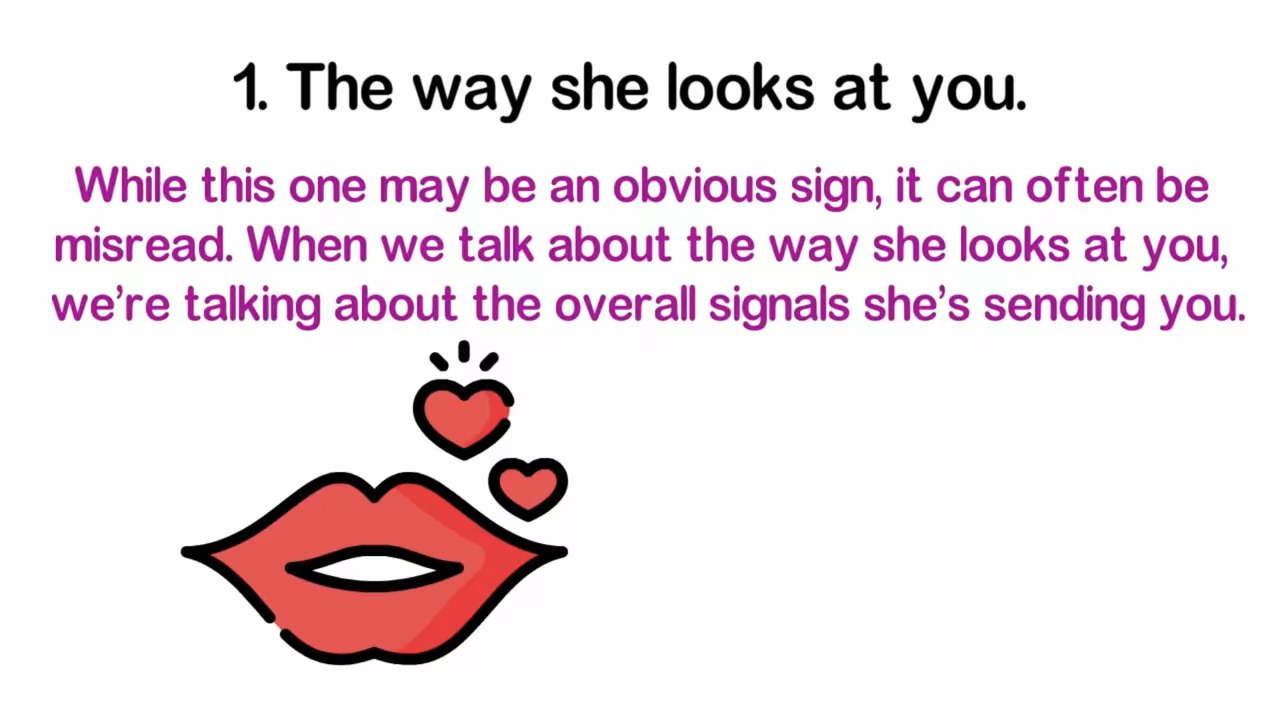 1. The way she looks at you.
While this one may be an obvious sign, it can often be
misread. When we talk about the way she looks at you,
we’re talking about the overall signals she’s sending you.